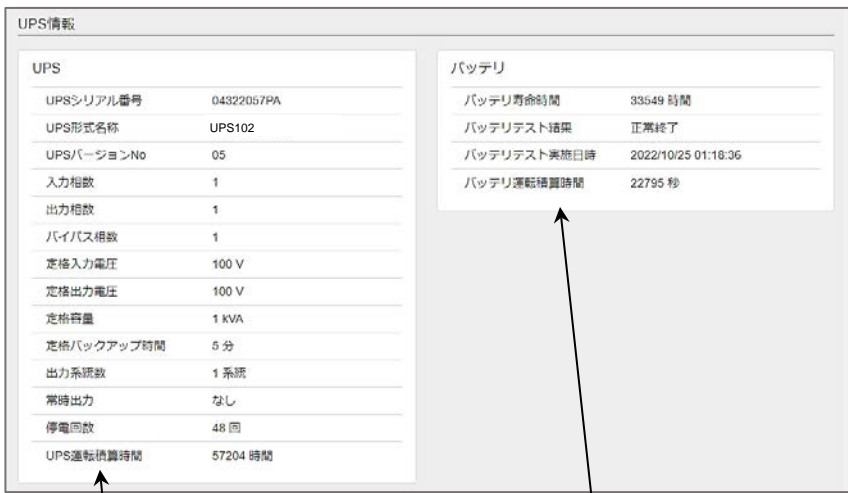 UPS情報
UPS
UPSシリアル番号 04322057PA
UPS形式名称 UPS102
UPSバージョンNo 05
入力相数 1
出力相数 1
バイパス相数 1
定格入力電圧 100 V
定格出力電圧 100 V
定格容量 1 kVA
定格バックアップ時間 5 分
出力系統数 1 系統
常時出力 なし
停電回数 48 回
UPS運転積算時間 57204 時間
バッテリ
バッテリ寿命時間 33549 時間
バッテリテスト結果 正常終了
バッテリテスト実施日時 2022/10/25 01:18:36
バッテリ運転積算時間 22795 秒